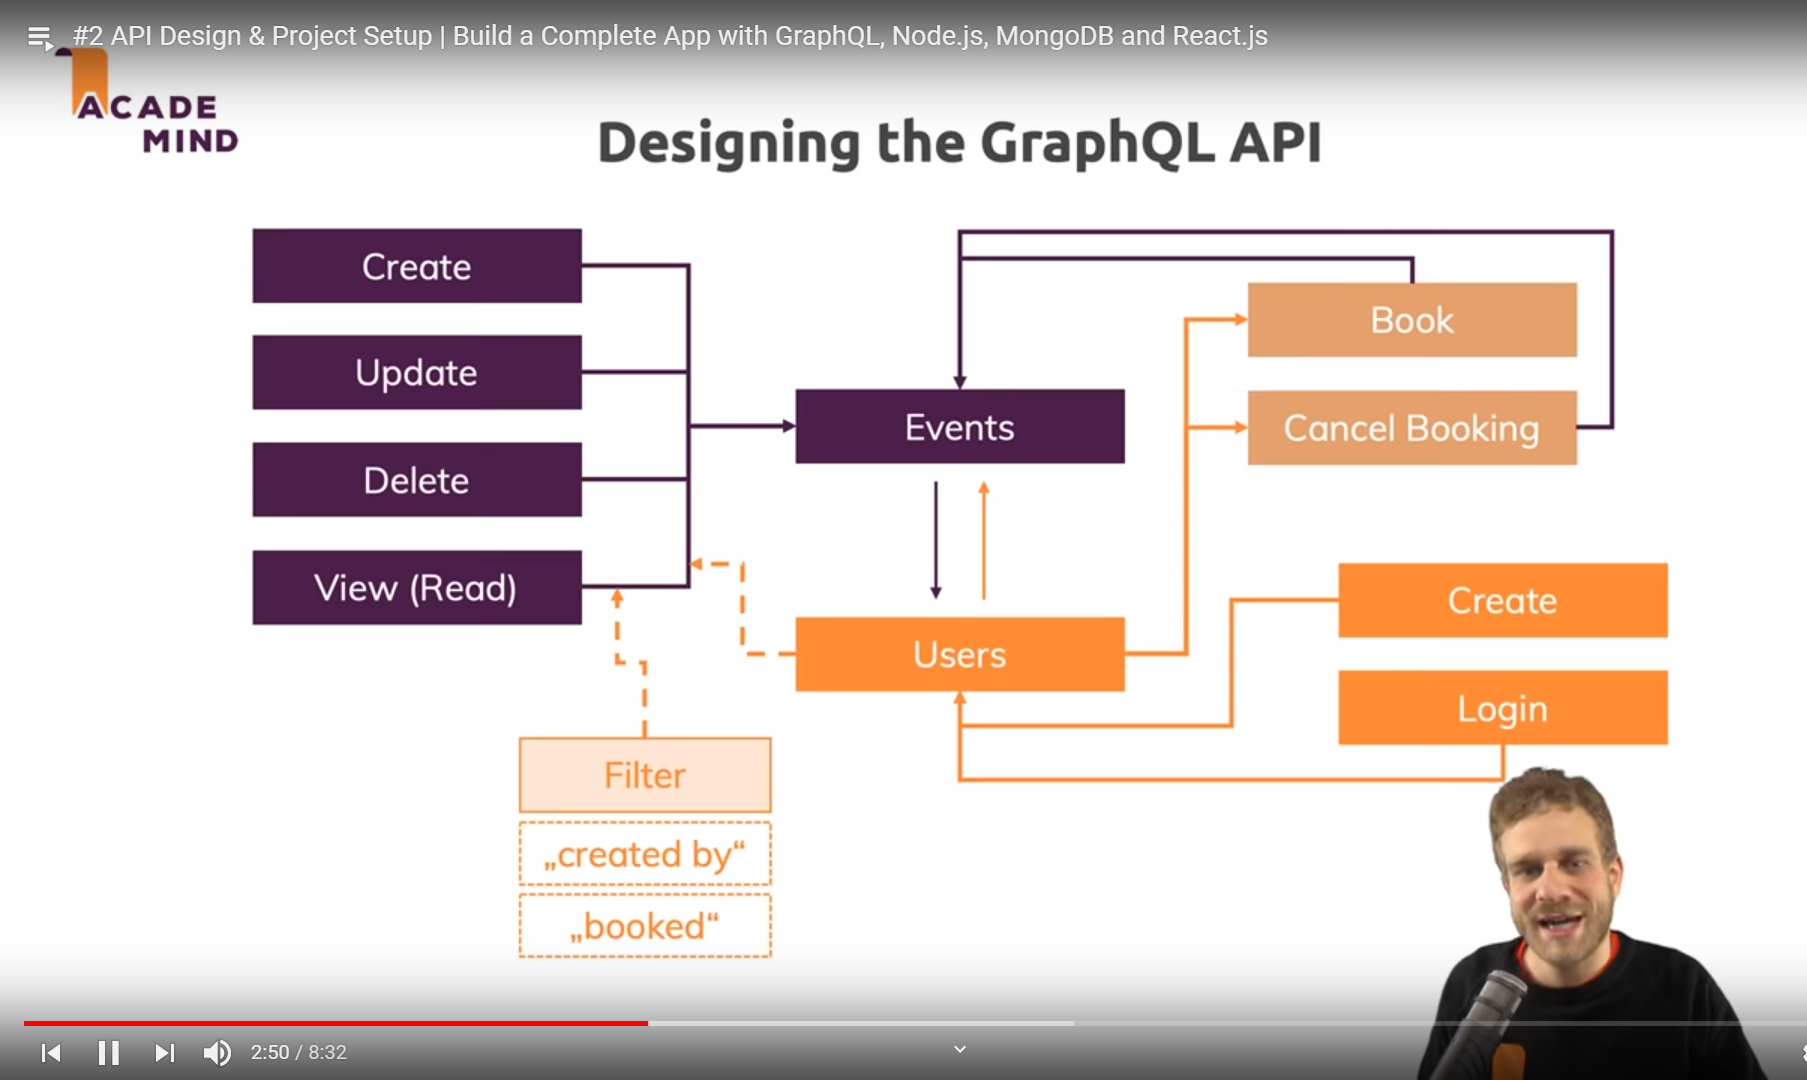 #2 API Design & Project Setup | Build a Complete App with GraphQL, Node.js, MongoDB and React.js
ACADE
MIND
Designing the GraphQL API
Create
Update
Delete
View (Read)
Events
Users
Book
Cancel Booking
Create
Login
Filter
„created by“
„booked“
2:50 / 8:32